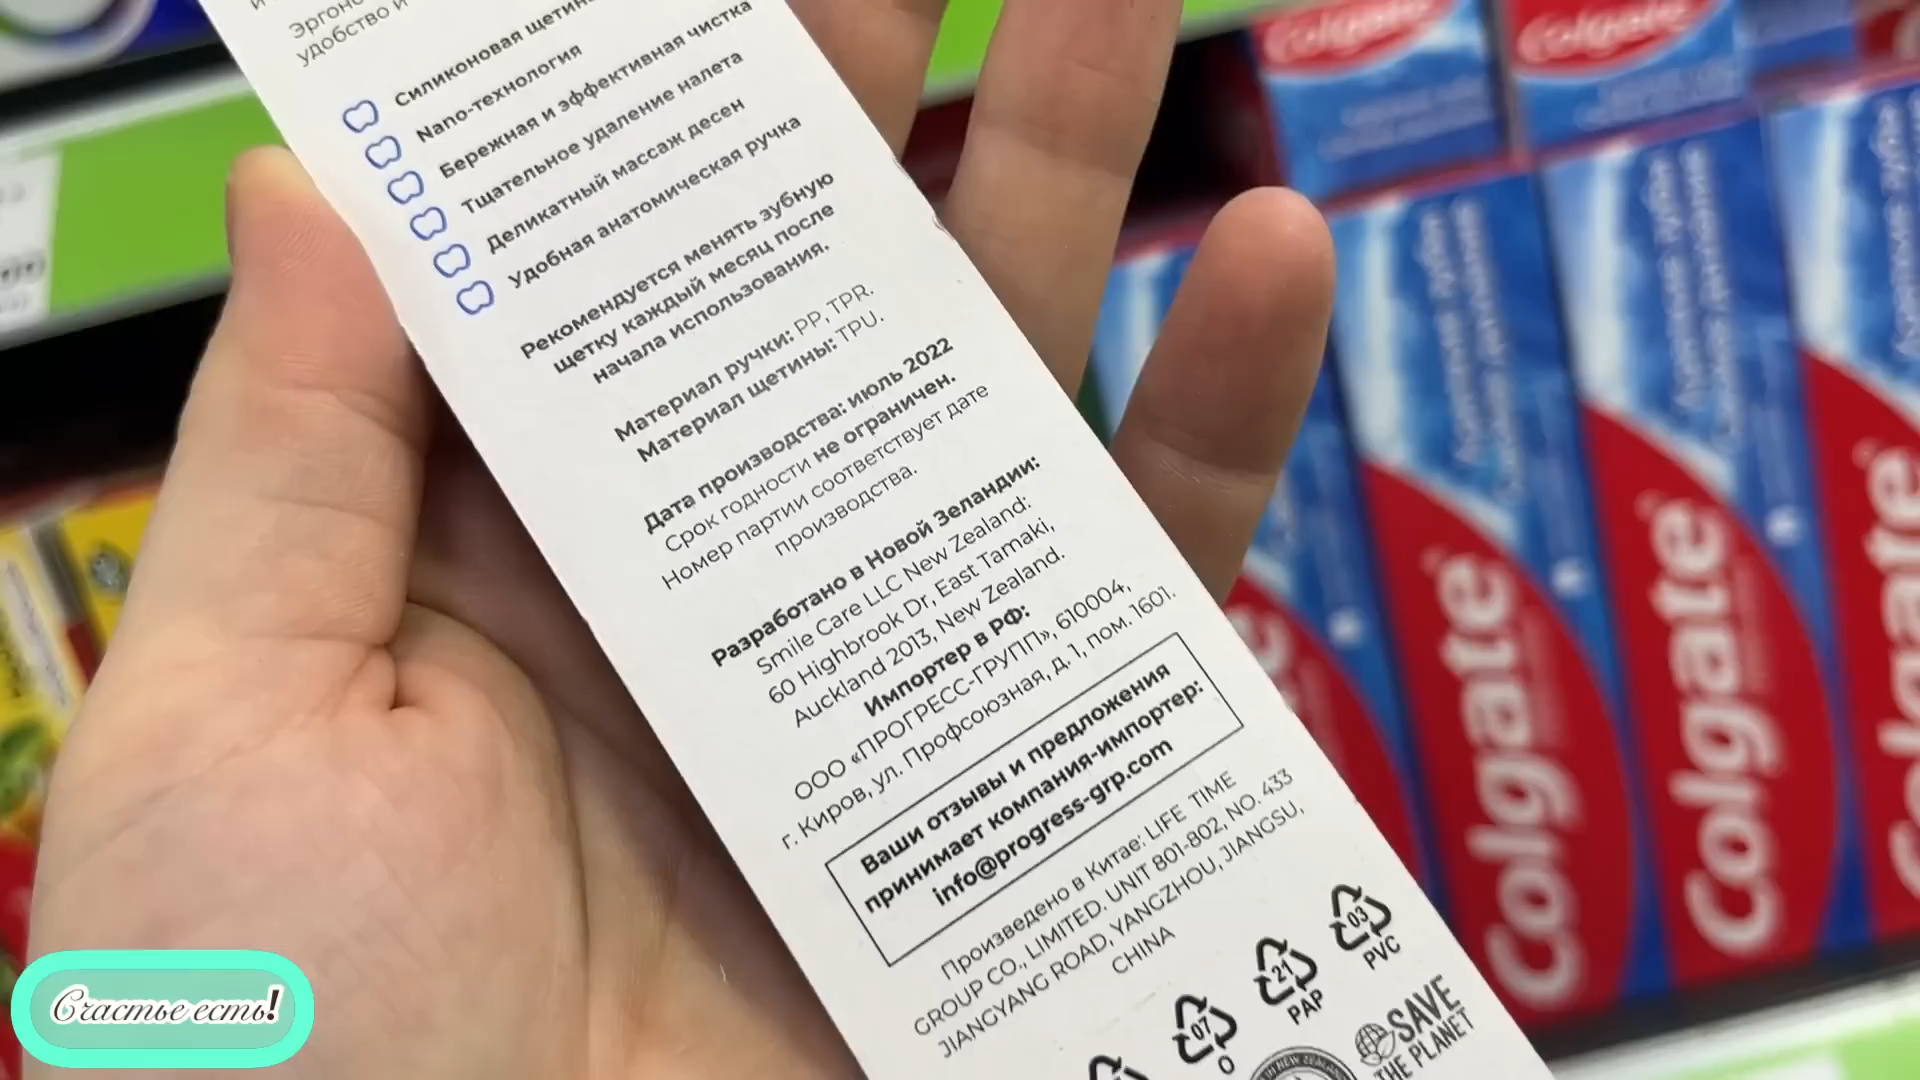 Эргоно
удобство и
Силиконовая щетин
Nano-технология
Бережная и эффективная чистка
Тщательное удаление налета
Деликатный массаж десен
Удобная анатомическая ручка
Рекомендуется менять зубную
щетку каждый месяц после
начала использования.
Материал ручки: PP, TPR.
Материал щетины: TPU.
Дата производства: июль 2022
Срок годности не ограничен.
Номер партии соответствует дате
производства.
Разработано в Новой Зеландии:
Smile Care LLC New Zealand:
60 Highbrook Dr, East Tamaki,
Auckland 2013, New Zealand.
Импортер в РФ:
ООО «ПРОГРЕСС-ГРУПП», 610004,
г. Киров, ул. Профсоюзная, д. 1, пом. 1601.
Ваши отзывы и предложения
принимает компания-импортер:
info@progress-grp.com
Произведено в Китае: LIFE TIME
GROUP CO., LIMITED. UNIT 801-802, NO. 433
JIANGYANG ROAD, YANGZHOU, JIANGSU,
CHINA
07
O
21
PAP
03
PVC
SAVE
THE PLANET
IN NEW ZEALAND
Colgate
Colgate
Colgate
Colgate
Colgate
Счастье есть!